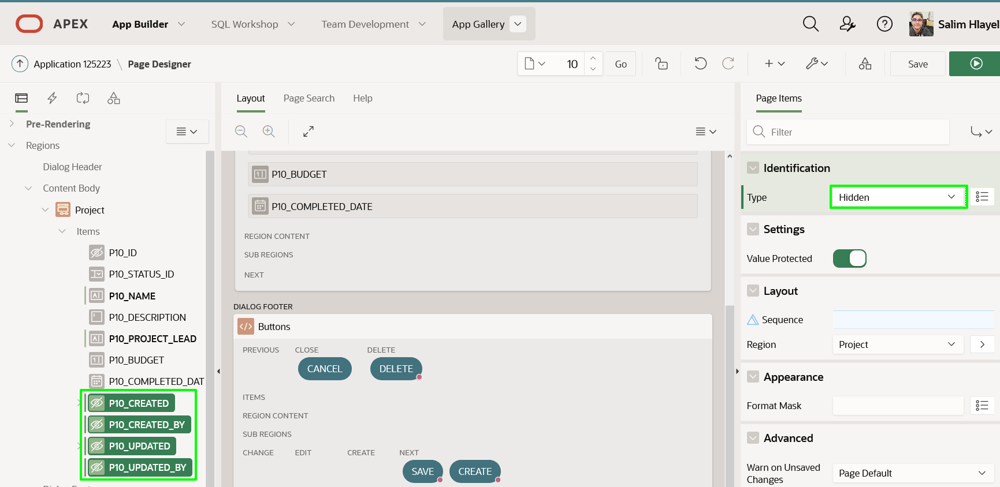 APEX
App Builder
SQL Workshop
Team Development
App Gallery
Salim Hlayel
Application 125223 \ Page Designer
10
Go
Save
Pre-Rendering
Regions
Dialog Header
Content Body
Project
Items
P10_ID
P10_STATUS_ID
P10_NAME
P10_DESCRIPTION
P10_PROJECT_LEAD
P10_BUDGET
P10_COMPLETED_DAT
P10_CREATED
P10_CREATED_BY
P10_UPDATED
P10_UPDATED_BY
Layout
Page Search
Help
P10_BUDGET
P10_COMPLETED_DATE
REGION CONTENT
SUB REGIONS
NEXT
DIALOG FOOTER
Buttons
PREVIOUS CLOSE DELETE
CANCEL DELETE
ITEMS
REGION CONTENT
SUB REGIONS
CHANGE EDIT CREATE NEXT
SAVE CREATE
Page Items
Filter
Identification
Type Hidden
Settings
Value Protected
Layout
Sequence
Region Project
Appearance
Format Mask
Advanced
Warn on Unsaved
Changes
Page Default